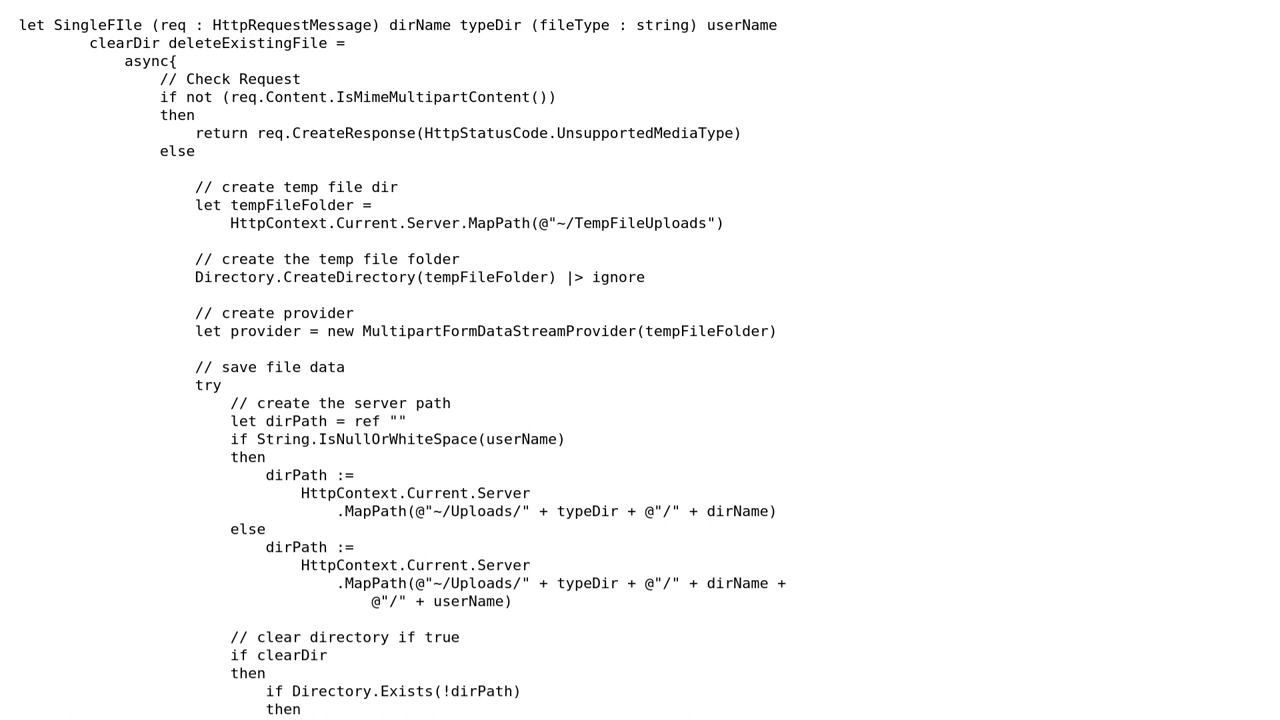 let SingleFIle (req : HttpRequestMessage) dirName typeDir (fileType : string) userName
        clearDir deleteExistingFile =
            async{
                // Check Request
                if not (req.Content.IsMimeMultipartContent())
                then
                    return req.CreateResponse(HttpStatusCode.UnsupportedMediaType)
                else

                    // create temp file dir
                    let tempFileFolder =
                        HttpContext.Current.Server.MapPath(@"~/TempFileUploads")

                    // create the temp file folder
                    Directory.CreateDirectory(tempFileFolder) |> ignore

                    // create provider
                    let provider = new MultipartFormDataStreamProvider(tempFileFolder)

                    // save file data
                    try
                        // create the server path
                        let dirPath = ref ""
                        if String.IsNullOrWhiteSpace(userName)
                        then
                            dirPath :=
                                HttpContext.Current.Server
                                    .MapPath(@"~/Uploads/" + typeDir + @"/" + dirName)
                        else
                            dirPath :=
                                HttpContext.Current.Server
                                    .MapPath(@"~/Uploads/" + typeDir + @"/" + dirName +
                                        @"/" + userName)

                        // clear directory if true
                        if clearDir
                        then
                            if Directory.Exists(!dirPath)
                            then